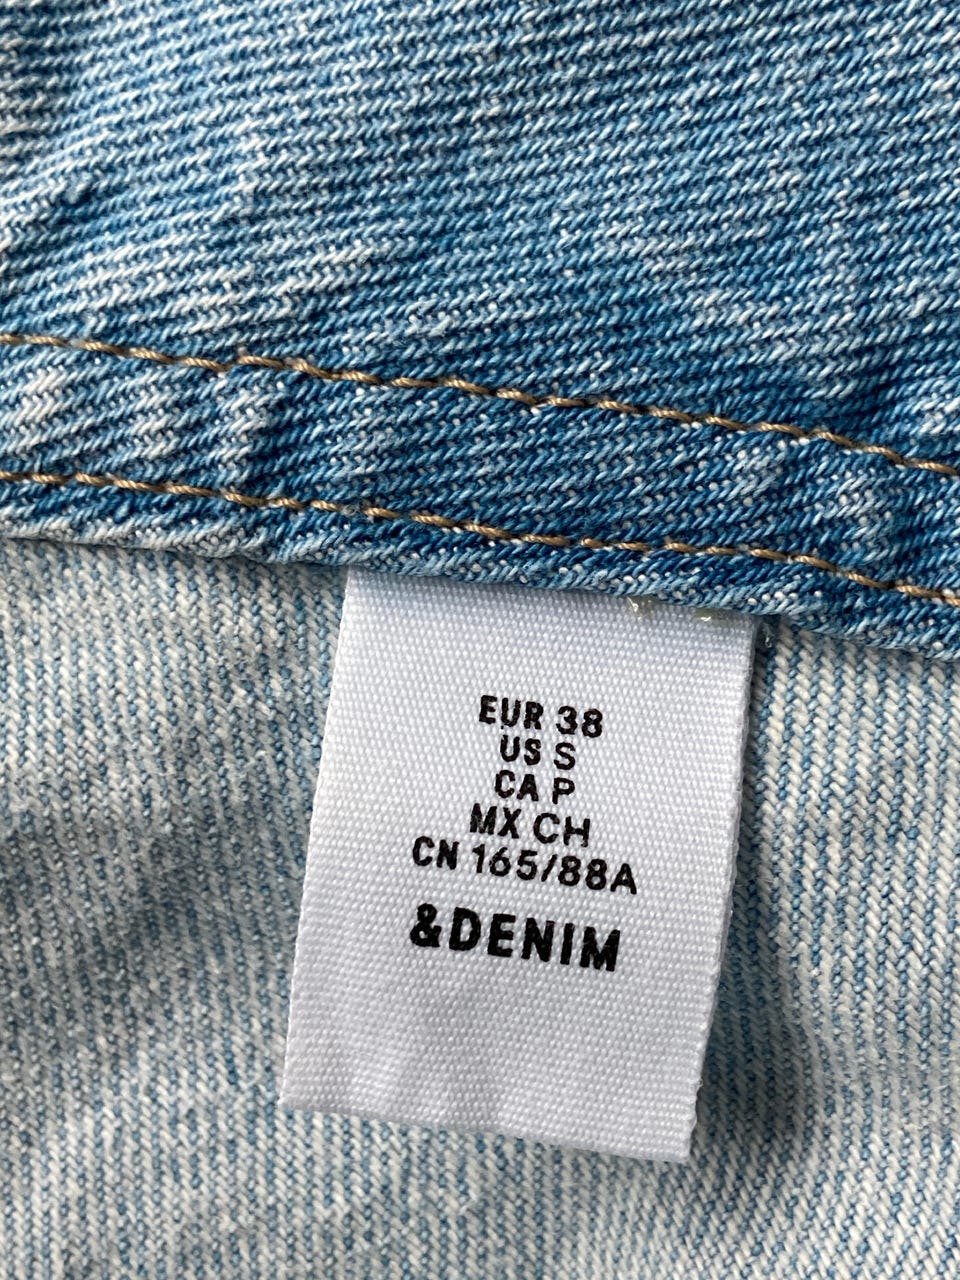 EUR 38
US S
CA P
MX CH
CN 165/88A
&DENIM